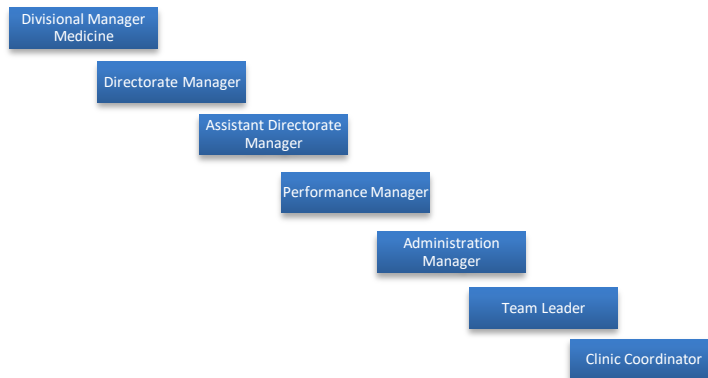 Divisional Manager
Medicine
Directorate Manager
Assistant Directorate
Manager
Performance Manager
Administration
Manager
Team Leader
Clinic Coordinator